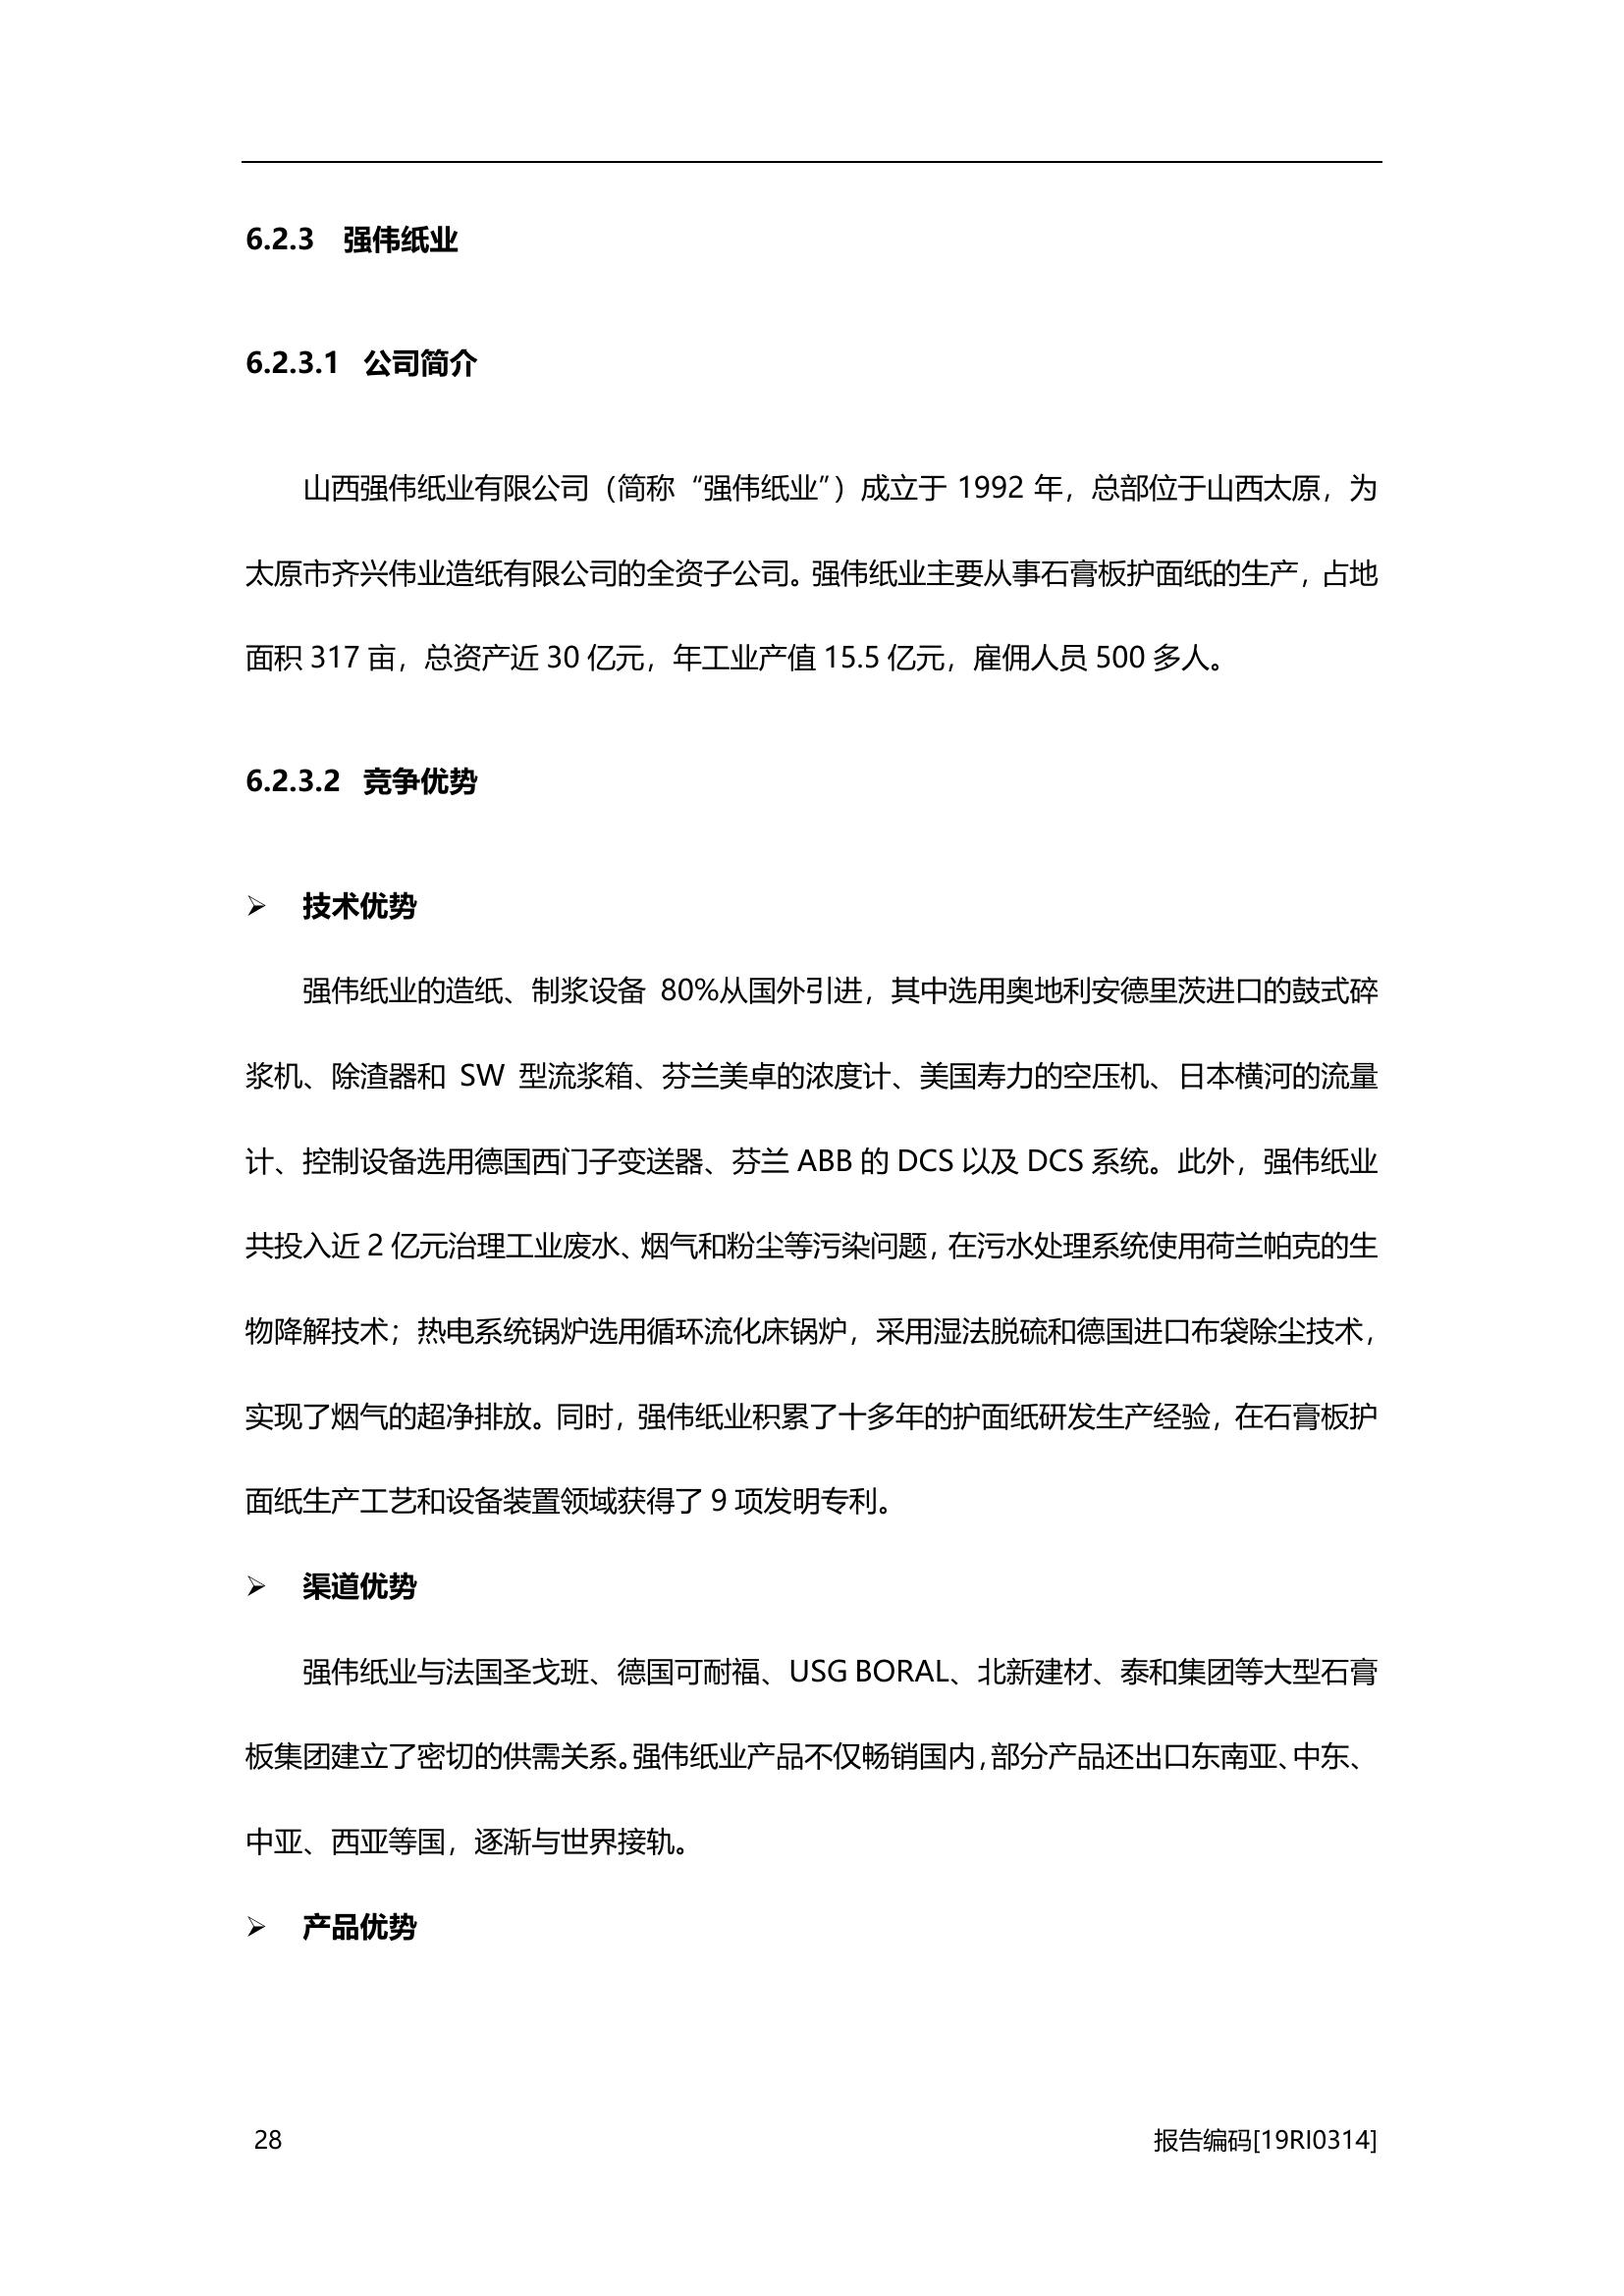 6.2.3 强伟纸业
6.2.3.1 公司简介
山西强伟纸业有限公司（简称“强伟纸业”）成立于 1992 年，总部位于山西太原，为
太原市齐兴伟业造纸有限公司的全资子公司。强伟纸业主要从事石膏板护面纸的生产，占地
面积 317 亩，总资产近 30 亿元，年工业产值 15.5 亿元，雇佣人员 500 多人。
6.2.3.2 竞争优势
➢ 技术优势
强伟纸业的造纸、制浆设备 80%从国外引进，其中选用奥地利安德里茨进口的鼓式碎
浆机、除渣器和 SW 型流浆箱、芬兰美卓的浓度计、美国寿力的空压机、日本横河的流量
计、控制设备选用德国西门子变送器、芬兰 ABB 的 DCS 以及 DCS 系统。此外，强伟纸业
共投入近 2 亿元治理工业废水、烟气和粉尘等污染问题，在污水处理系统使用荷兰帕克的生
物降解技术；热电系统锅炉选用循环流化床锅炉，采用湿法脱硫和德国进口布袋除尘技术，
实现了烟气的超净排放。同时，强伟纸业积累了十多年的护面纸研发生产经验，在石膏板护
面纸生产工艺和设备装置领域获得了 9 项发明专利。
➢ 渠道优势
强伟纸业与法国圣戈班、德国可耐福、USG BORAL、北新建材、泰和集团等大型石膏
板集团建立了密切的供需关系。强伟纸业产品不仅畅销国内，部分产品还出口东南亚、中东、
中亚、西亚等国，逐渐与世界接轨。
➢ 产品优势
28 报告编码[19RI0314]